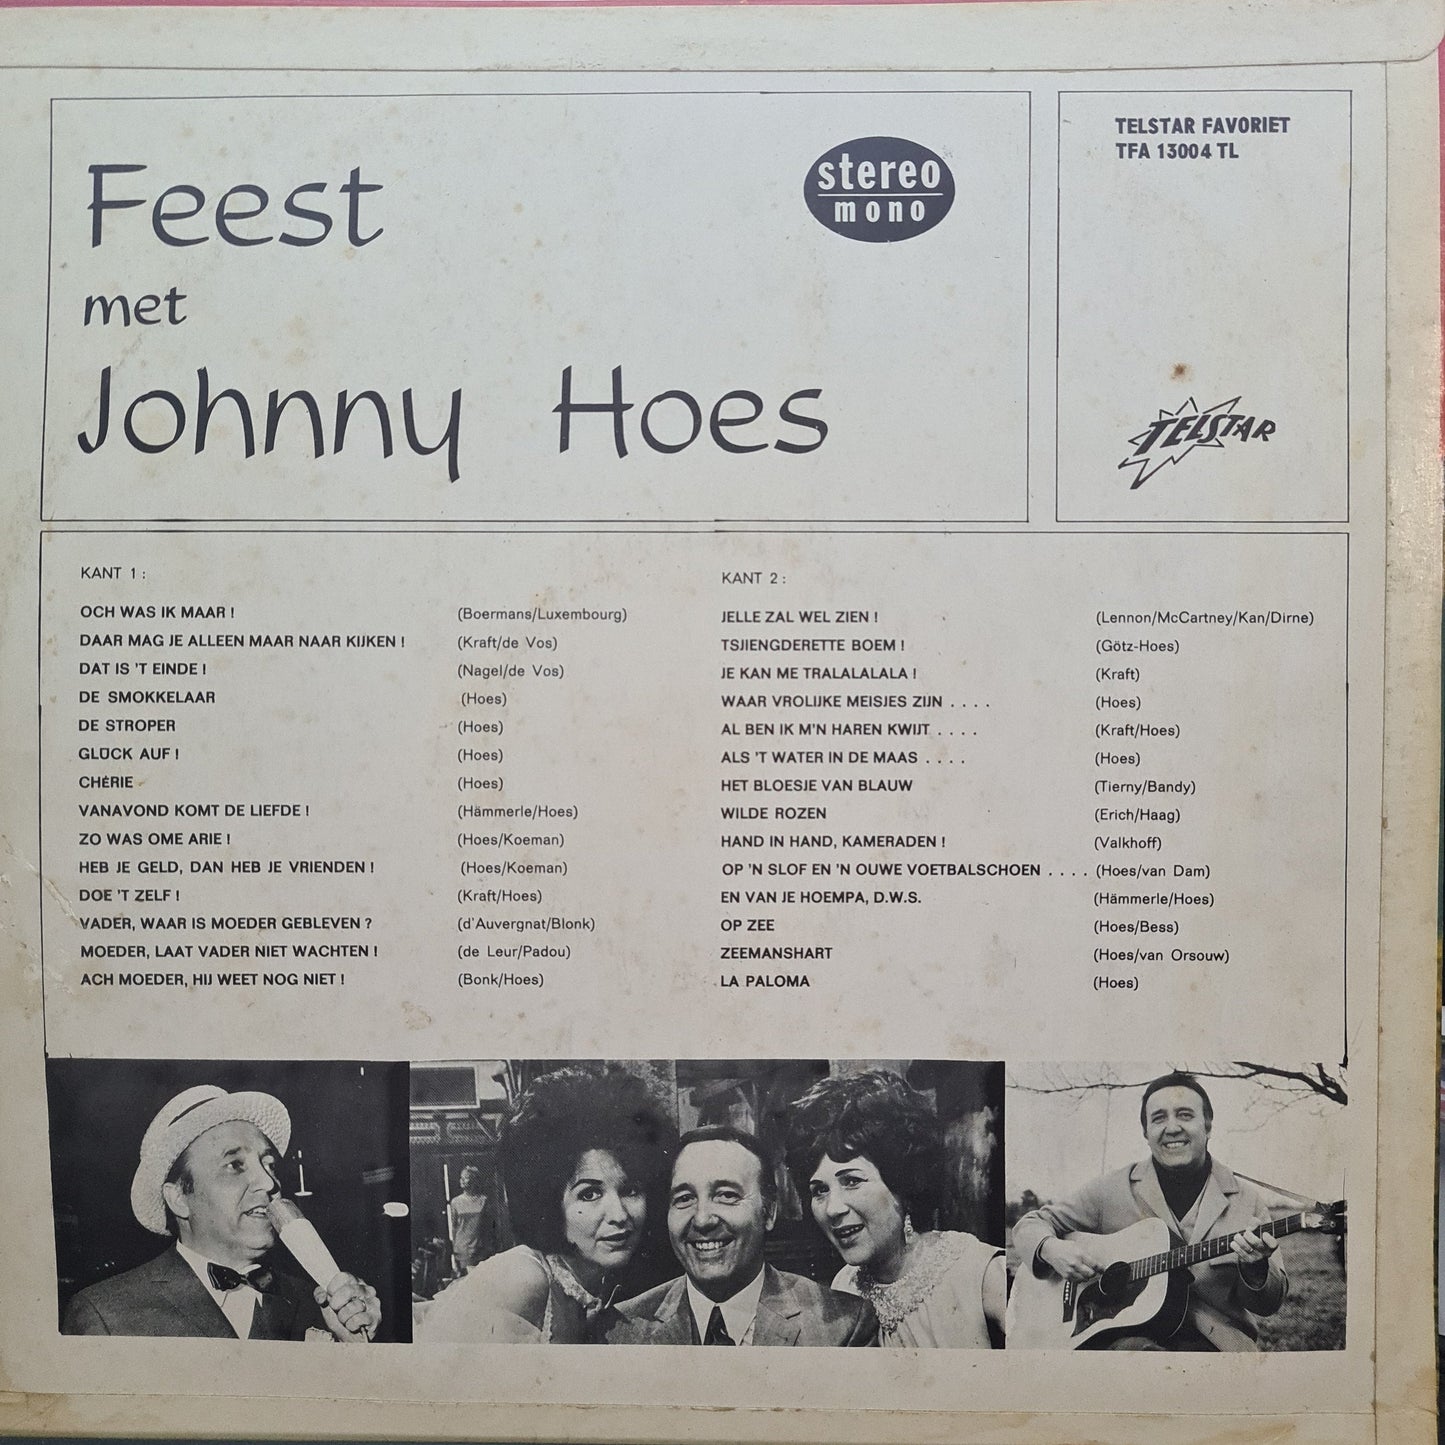 Feest
met
Johnny Hoes
stereo
mono
TELSTAR FAVORIET
TFA 13004 TL
TELSTAR
KANT 1 :
OCH WAS IK MAAR ! (Boermans/Luxembourg)
DAAR MAG JE ALLEEN MAAR NAAR KIJKEN ! (Kraft/de Vos)
DAT IS 'T EINDE ! (Nagel/de Vos)
DE SMOKKELAAR (Hoes)
DE STROPER (Hoes)
GLÜCK AUF ! (Hoes)
CHÉRIE (Hoes)
VANAVOND KOMT DE LIEFDE ! (Hämmerle/Hoes)
ZO WAS OME ARIE ! (Hoes/Koeman)
HEB JE GELD, DAN HEB JE VRIENDEN ! (Hoes/Koeman)
DOE 'T ZELF ! (Kraft/Hoes)
VADER, WAAR IS MOEDER GEBLEVEN ? (d'Auvergnat/Blonk)
MOEDER, LAAT VADER NIET WACHTEN ! (de Leur/Padou)
ACH MOEDER, HIJ WEET NOG NIET ! (Bonk/Hoes)
KANT 2 :
JELLE ZAL WEL ZIEN ! (Lennon/McCartney/Kan/Dirne)
TSJIENGDERETTE BOEM ! (Götz-Hoes)
JE KAN ME TRALALALALA ! (Kraft)
WAAR VROLIJKE MEISJES ZIJN . . . . (Hoes)
AL BEN IK M'N HAREN KWIJT . . . . (Kraft/Hoes)
ALS 'T WATER IN DE MAAS . . . . (Hoes)
HET BLOESJE VAN BLAUW (Tierny/Bandy)
WILDE ROZEN (Erich/Haag)
HAND IN HAND, KAMERADEN ! (Valkhoff)
OP 'N SLOF EN 'N OUWE VOETBALSCHOEN . . . . (Hoes/van Dam)
EN VAN JE HOEMPA, D.W.S. (Hämmerle/Hoes)
OP ZEE (Hoes/Bess)
ZEEMANSHART (Hoes/van Orsouw)
LA PALOMA (Hoes)